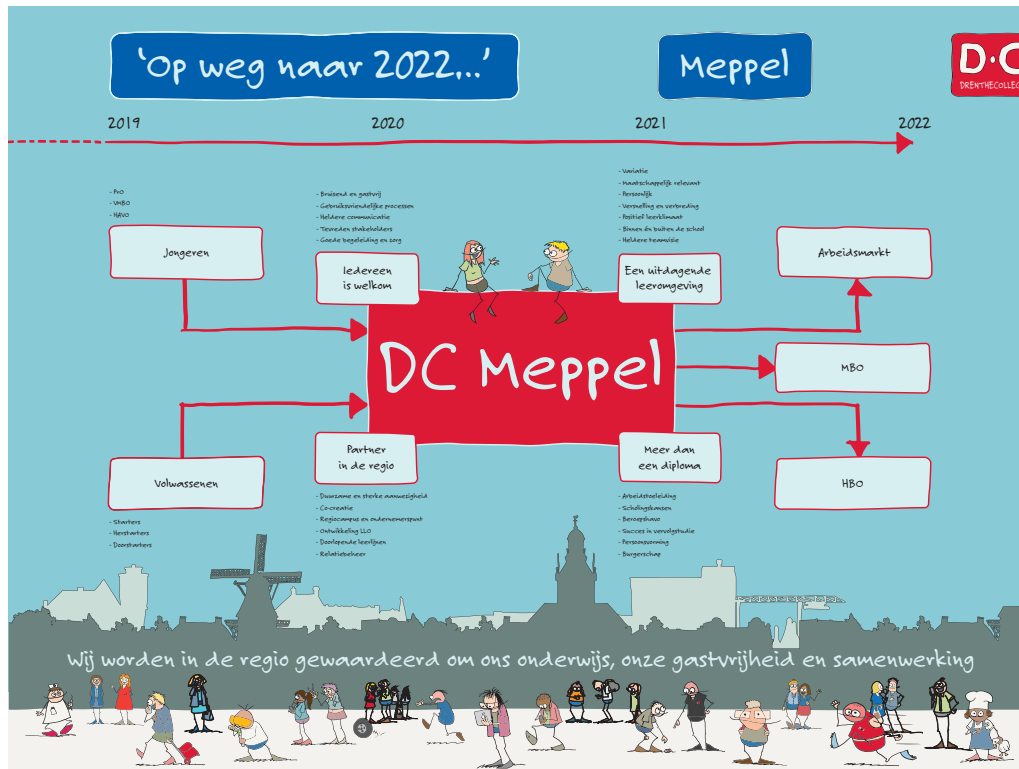 'Op weg naar 2022...'
Meppel
D·C
DRENTHECOLLEG
2019
2020
2021
2022
- PrO
- VMBO
- HAVO
Jongeren
- Bruisend en gastvrij
- Gebruiksvriendelijke processen
- Heldere communicatie
- Tevreden stakeholders
- Goede begeleiding en zorg
Iedereen
is welkom
- Variatie
- Maatschappelijk relevant
- Persoonlijk
- Versnelling en verbreding
- Positief leerklimaat
- Binnen én buiten de school
- Heldere teamvisie
Een uitdagende
leeromgeving
Arbeidsmarkt
DC Meppel
MBO
Volwassenen
- Starters
- Herstarters
- Doorstarters
Partner
in de regio
- Duurzame en sterke aanwezigheid
- Co-creatie
- Regiocampus en ondernemerspunt
- Ontwikkeling LLO
- Doorlopende leerlijnen
- Relatiebeheer
Meer dan
een diploma
- Arbeidstoeleiding
- Scholingskansen
- Beroepshavo
- Succes in vervolgstudie
- Persoonsvorming
- Burgerschap
HBO
Wij worden in de regio gewaardeerd om ons onderwijs, onze gastvrijheid en samenwerking